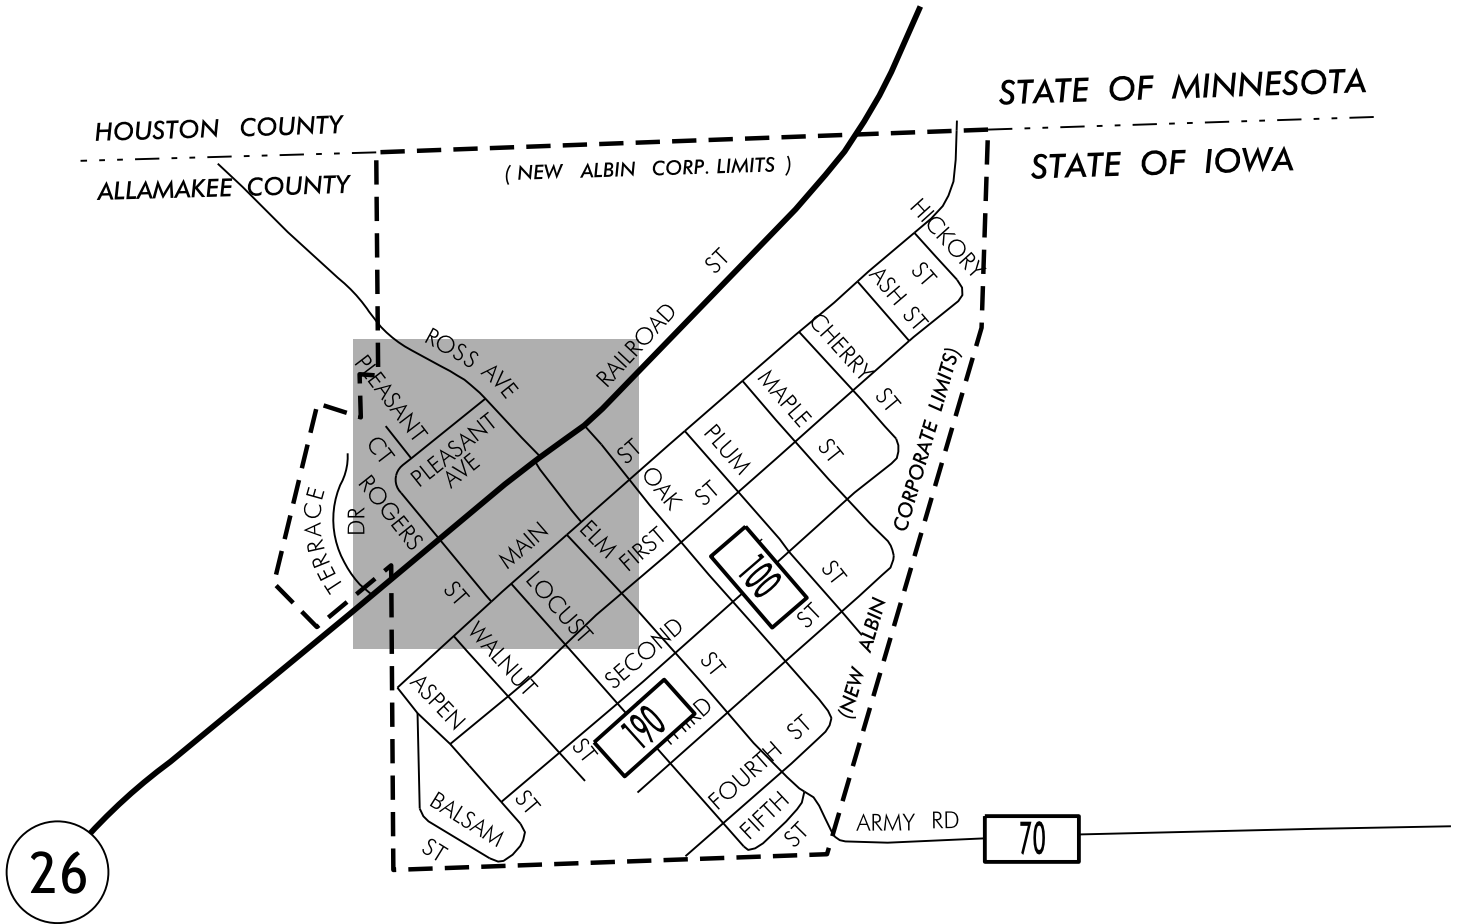 STATE OF MINNESOTA
HOUSTON COUNTY
( NEW ALBIN CORP. LIMITS )
STATE OF IOWA
ALLAMAKEE COUNTY
HICKORY
ST
ASH ST
RAILROAD ST
CHERRY ST
ROSS AVE
PLEASANT CT
PLEASANT
AVE
MAPLE ST
PLUM ST
OAK ST
ST
ROGERS ST
TERRACE DR
MAIN
ELM
FIRST
LOCUST
WALNUT
ASPEN
SECOND
ST
THIRD
FOURTH ST
FIFTH
ST
BALSAM
ST
ST
ST
ST
(NEW ALBIN CORPORATE LIMITS)
100
190
ARMY RD
70
26